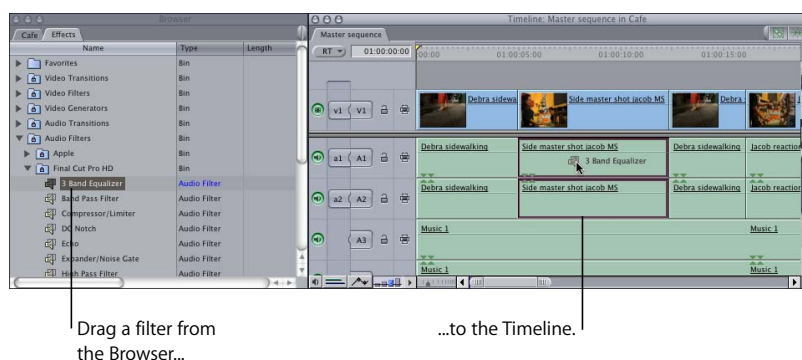 Browser
Cafe Effects
Name Type Length
Favorites Bin
Video Transitions Bin
Video Filters Bin
Video Generators Bin
Audio Transitions Bin
Audio Filters Bin
Apple Bin
Final Cut Pro HD Bin
3 Band Equalizer Audio Filter
Band Pass Filter Audio Filter
Compressor/Limiter Audio Filter
DC Notch Audio Filter
Echo Audio Filter
Expander/Noise Gate Audio Filter
High Pass Filter Audio Filter
Timeline: Master sequence in Cafe
Master sequence
RT 01:00:00:00 00:00 01:00:05:00 01:00:10:00 01:00:15:00
v1 V1 Debra sidewa Side master shot jacob MS Debra
a1 A1 Debra sidewalking Side master shot jacob MS Debra sidewalking Jacob reaction
3 Band Equalizer
a2 A2 Debra sidewalking Side master shot jacob MS Debra sidewalking Jacob reaction
A3 Music 1 Music 1
Music 1 Music 1
Drag a filter from
the Browser...
...to the Timeline.